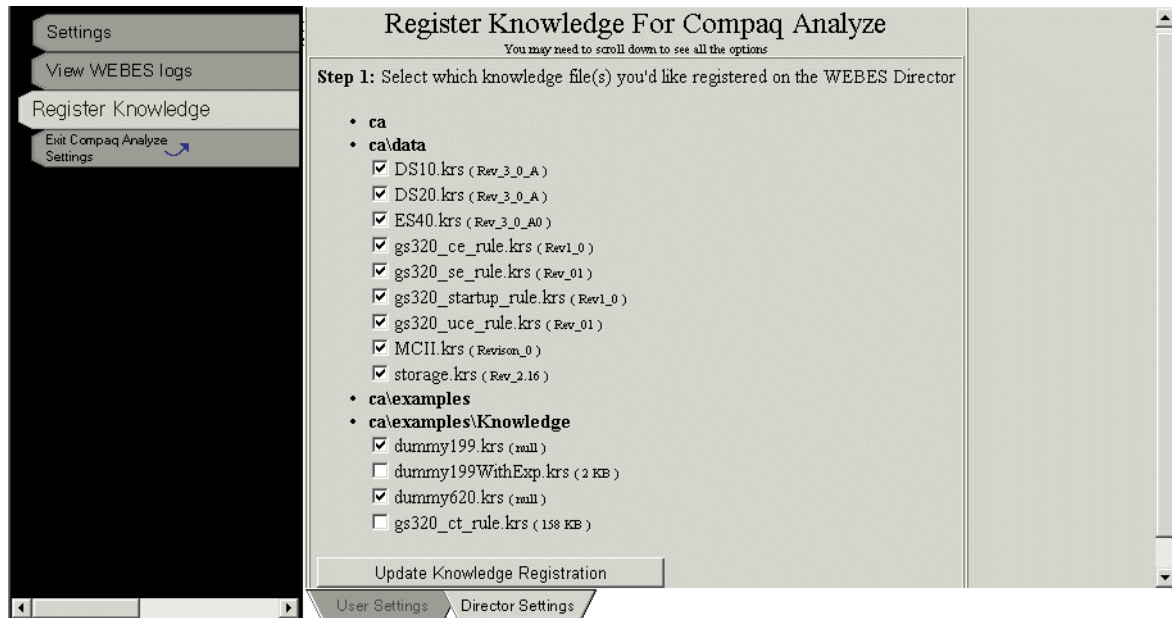 Settings
View WEBES logs
Register Knowledge
Exit Compaq Analyze
Settings
Register Knowledge For Compaq Analyze
You may need to scroll down to see all the options
Step 1: Select which knowledge file(s) you'd like registered on the WEBES Director
• ca
• ca\data
DS10.krs ( Rev_3_0_A )
DS20.krs ( Rev_3_0_A )
ES40.krs ( Rev_3_0_A0 )
gs320_ce_rule.krs ( Rev1_0 )
gs320_se_rule.krs ( Rev_01 )
gs320_startup_rule.krs ( Rev1_0 )
gs320_uce_rule.krs ( Rev_01 )
MCII.krs ( Revison_0 )
storage.krs ( Rev_2.16 )
• ca\examples
• ca\examples\Knowledge
dummy199.krs ( null )
dummy199WithExp.krs ( 2 KB )
dummy620.krs ( null )
gs320_ct_rule.krs ( 158 KB )
Update Knowledge Registration
User Settings
Director Settings